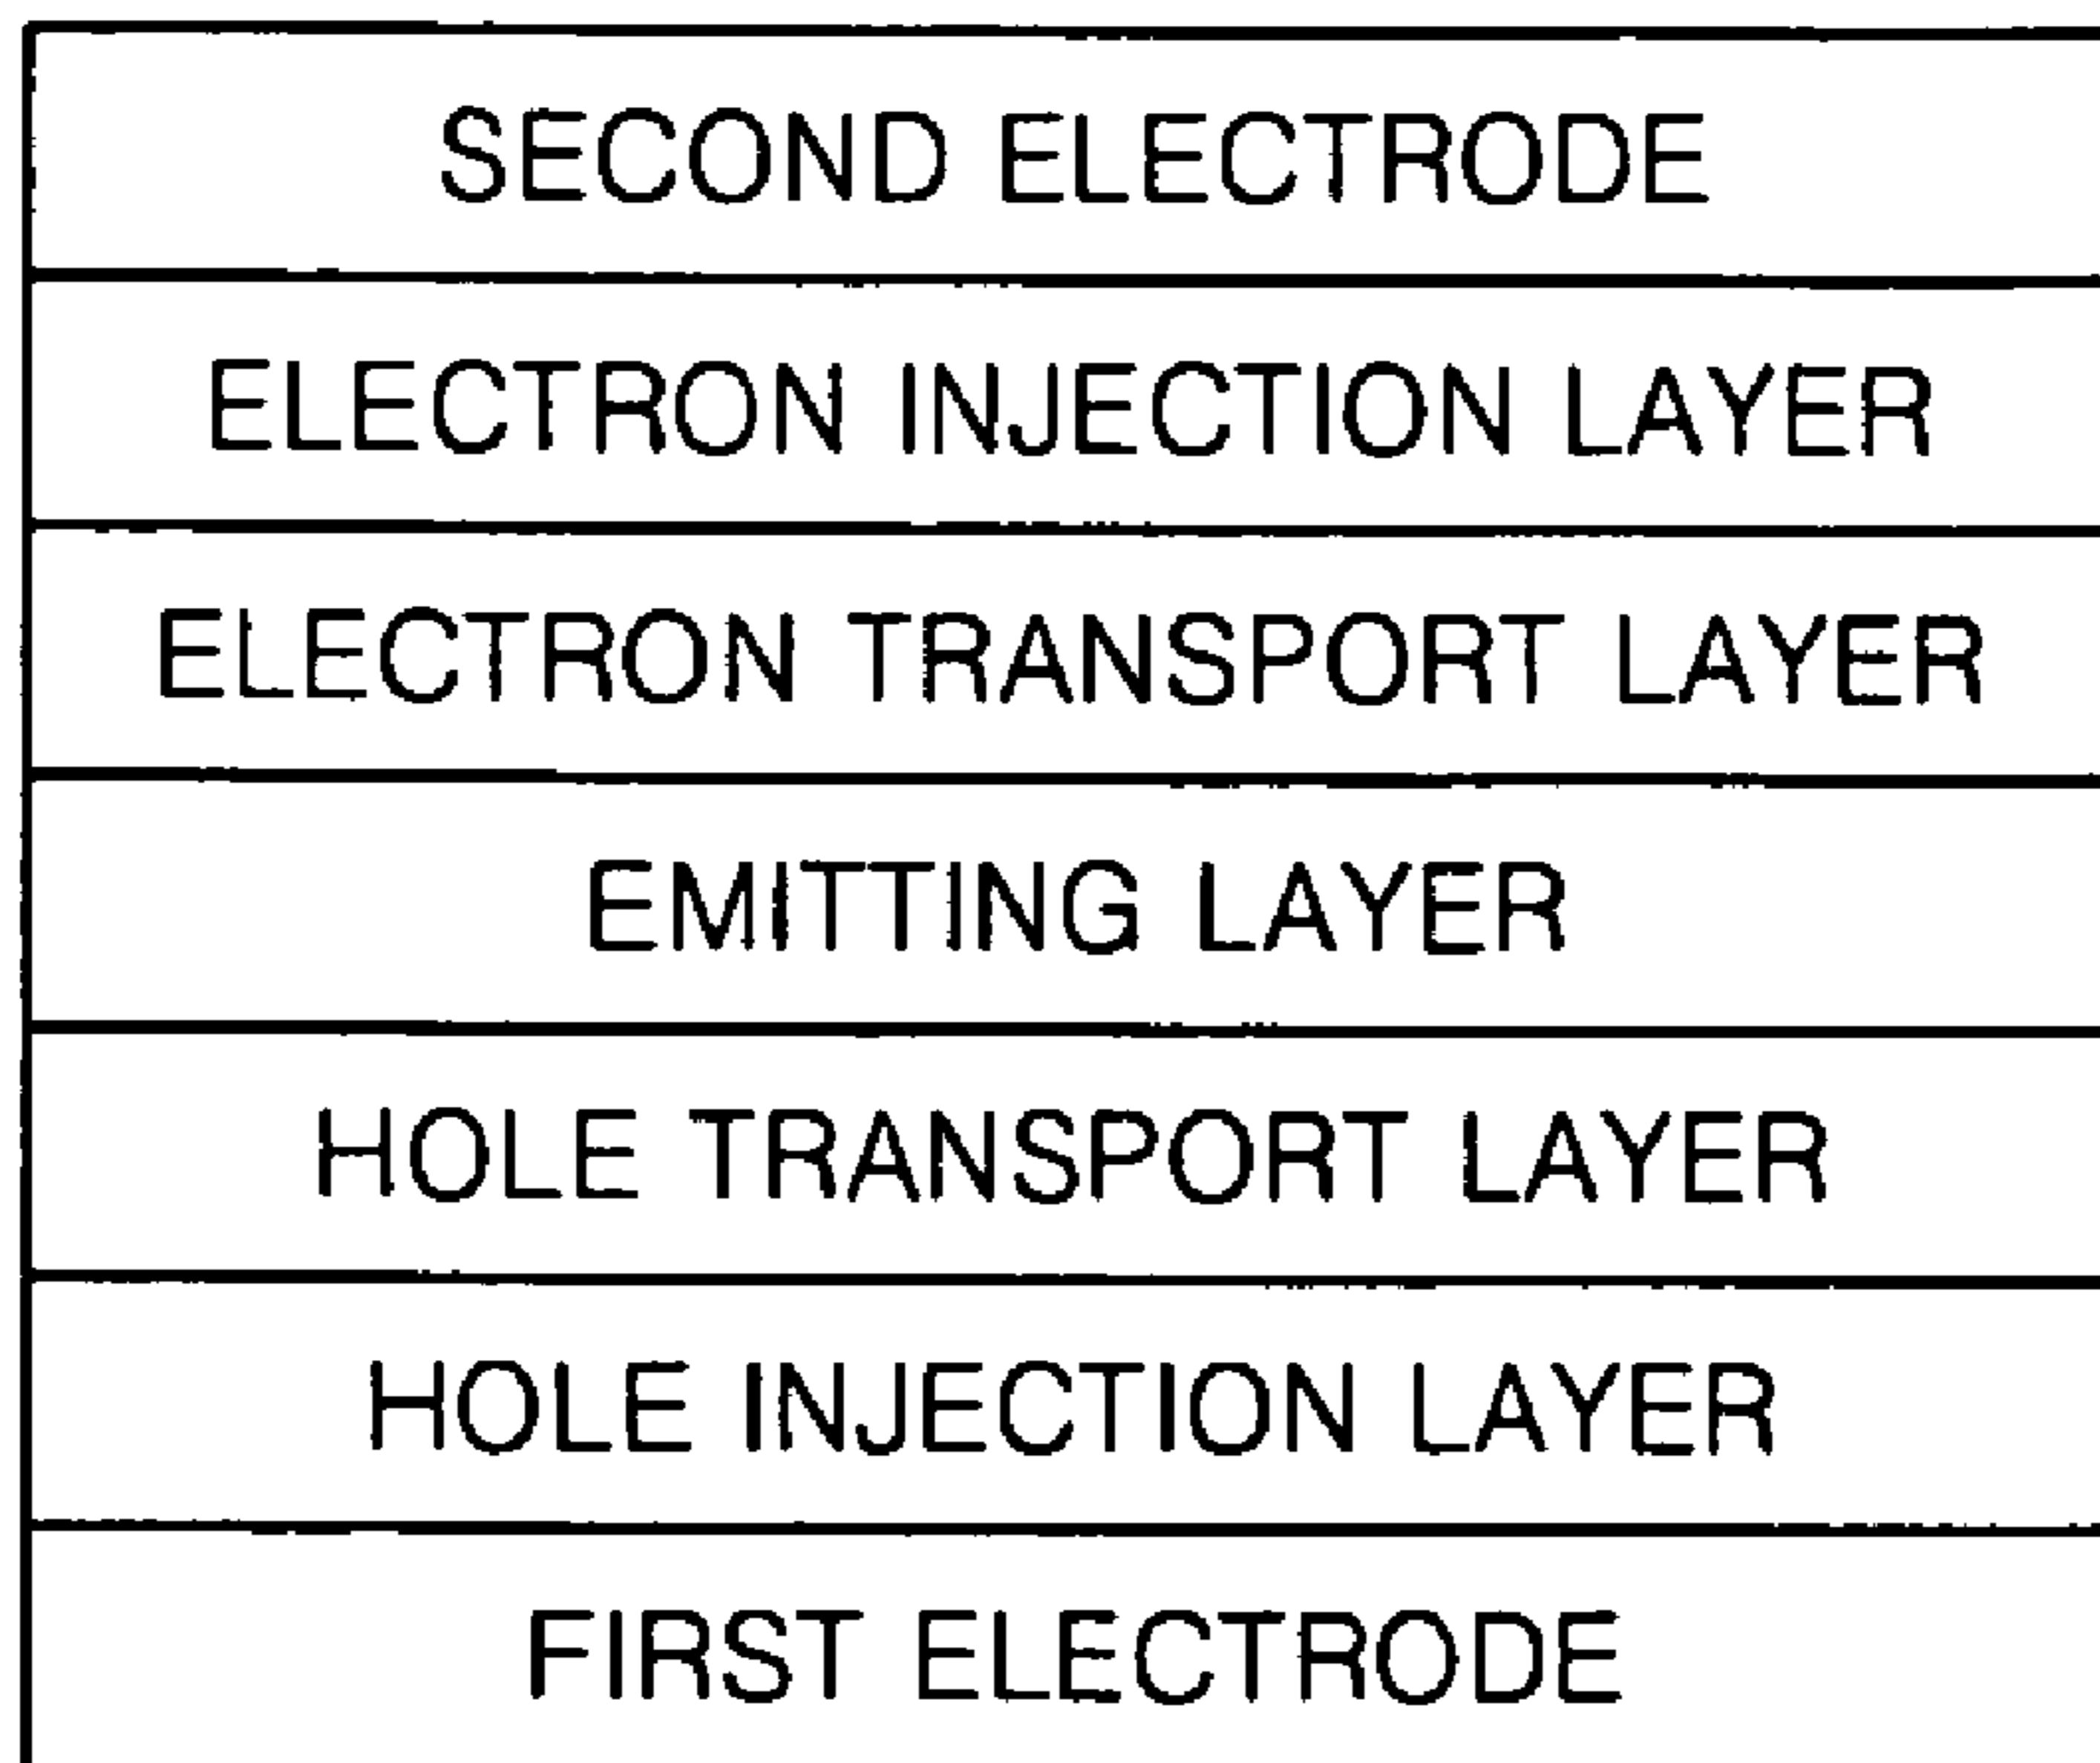 SECOND ELECTRODE
ELECTRON INJECTION LAYER
ELECTRON TRANSPORT LAYER
EMITTING LAYER
HOLE TRANSPORT LAYER
HOLE INJECTION LAYER
FIRST ELECTRODE